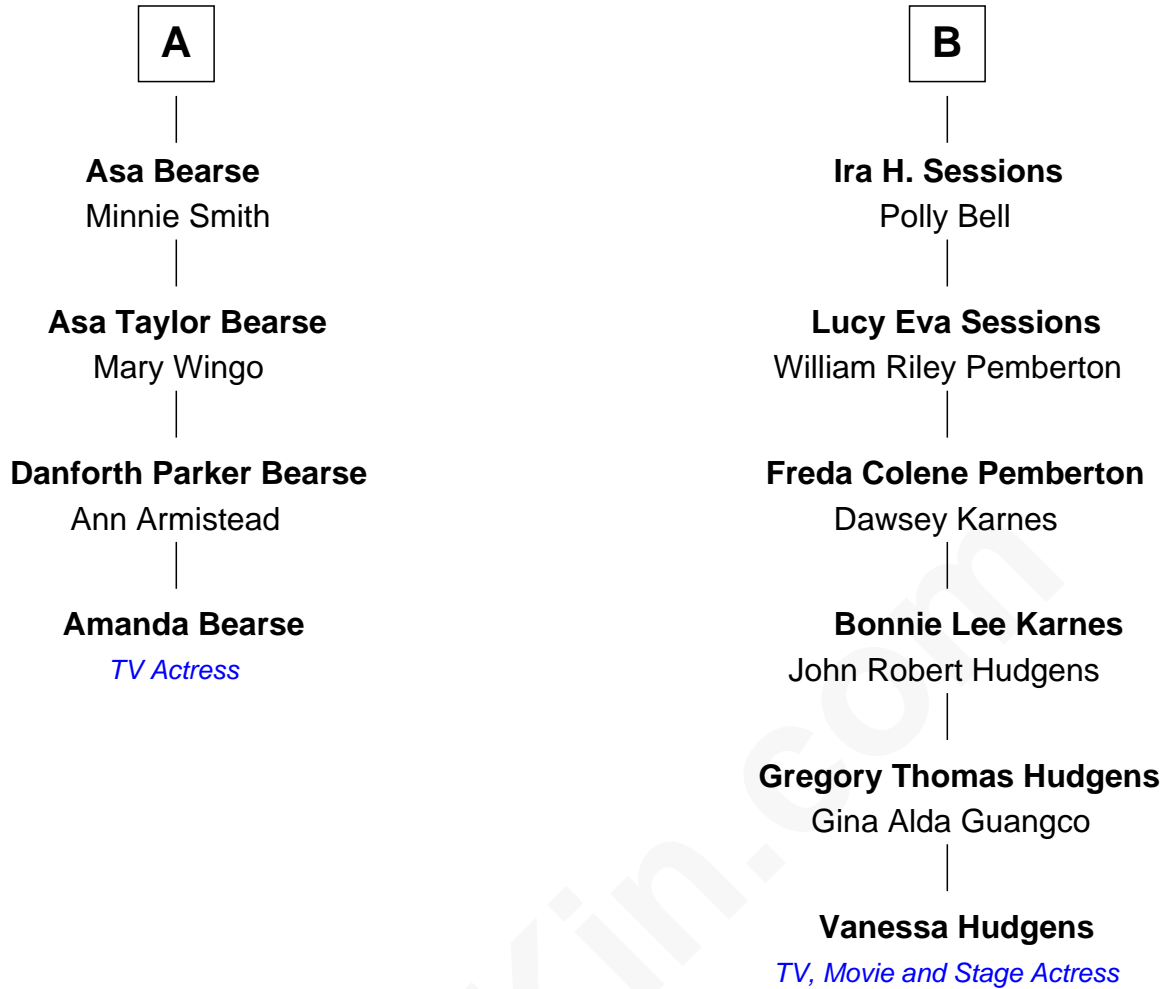 A
Asa Bearse
Minnie Smith
Asa Taylor Bearse
Mary Wingo
Danforth Parker Bearse
Ann Armistead
Amanda Bearse
TV Actress
B
Ira H. Sessions
Polly Bell
Lucy Eva Sessions
William Riley Pemberton
Freda Colene Pemberton
Dawsey Karnes
Bonnie Lee Karnes
John Robert Hudgens
Gregory Thomas Hudgens
Gina Alda Guangco
Vanessa Hudgens
TV, Movie and Stage Actress